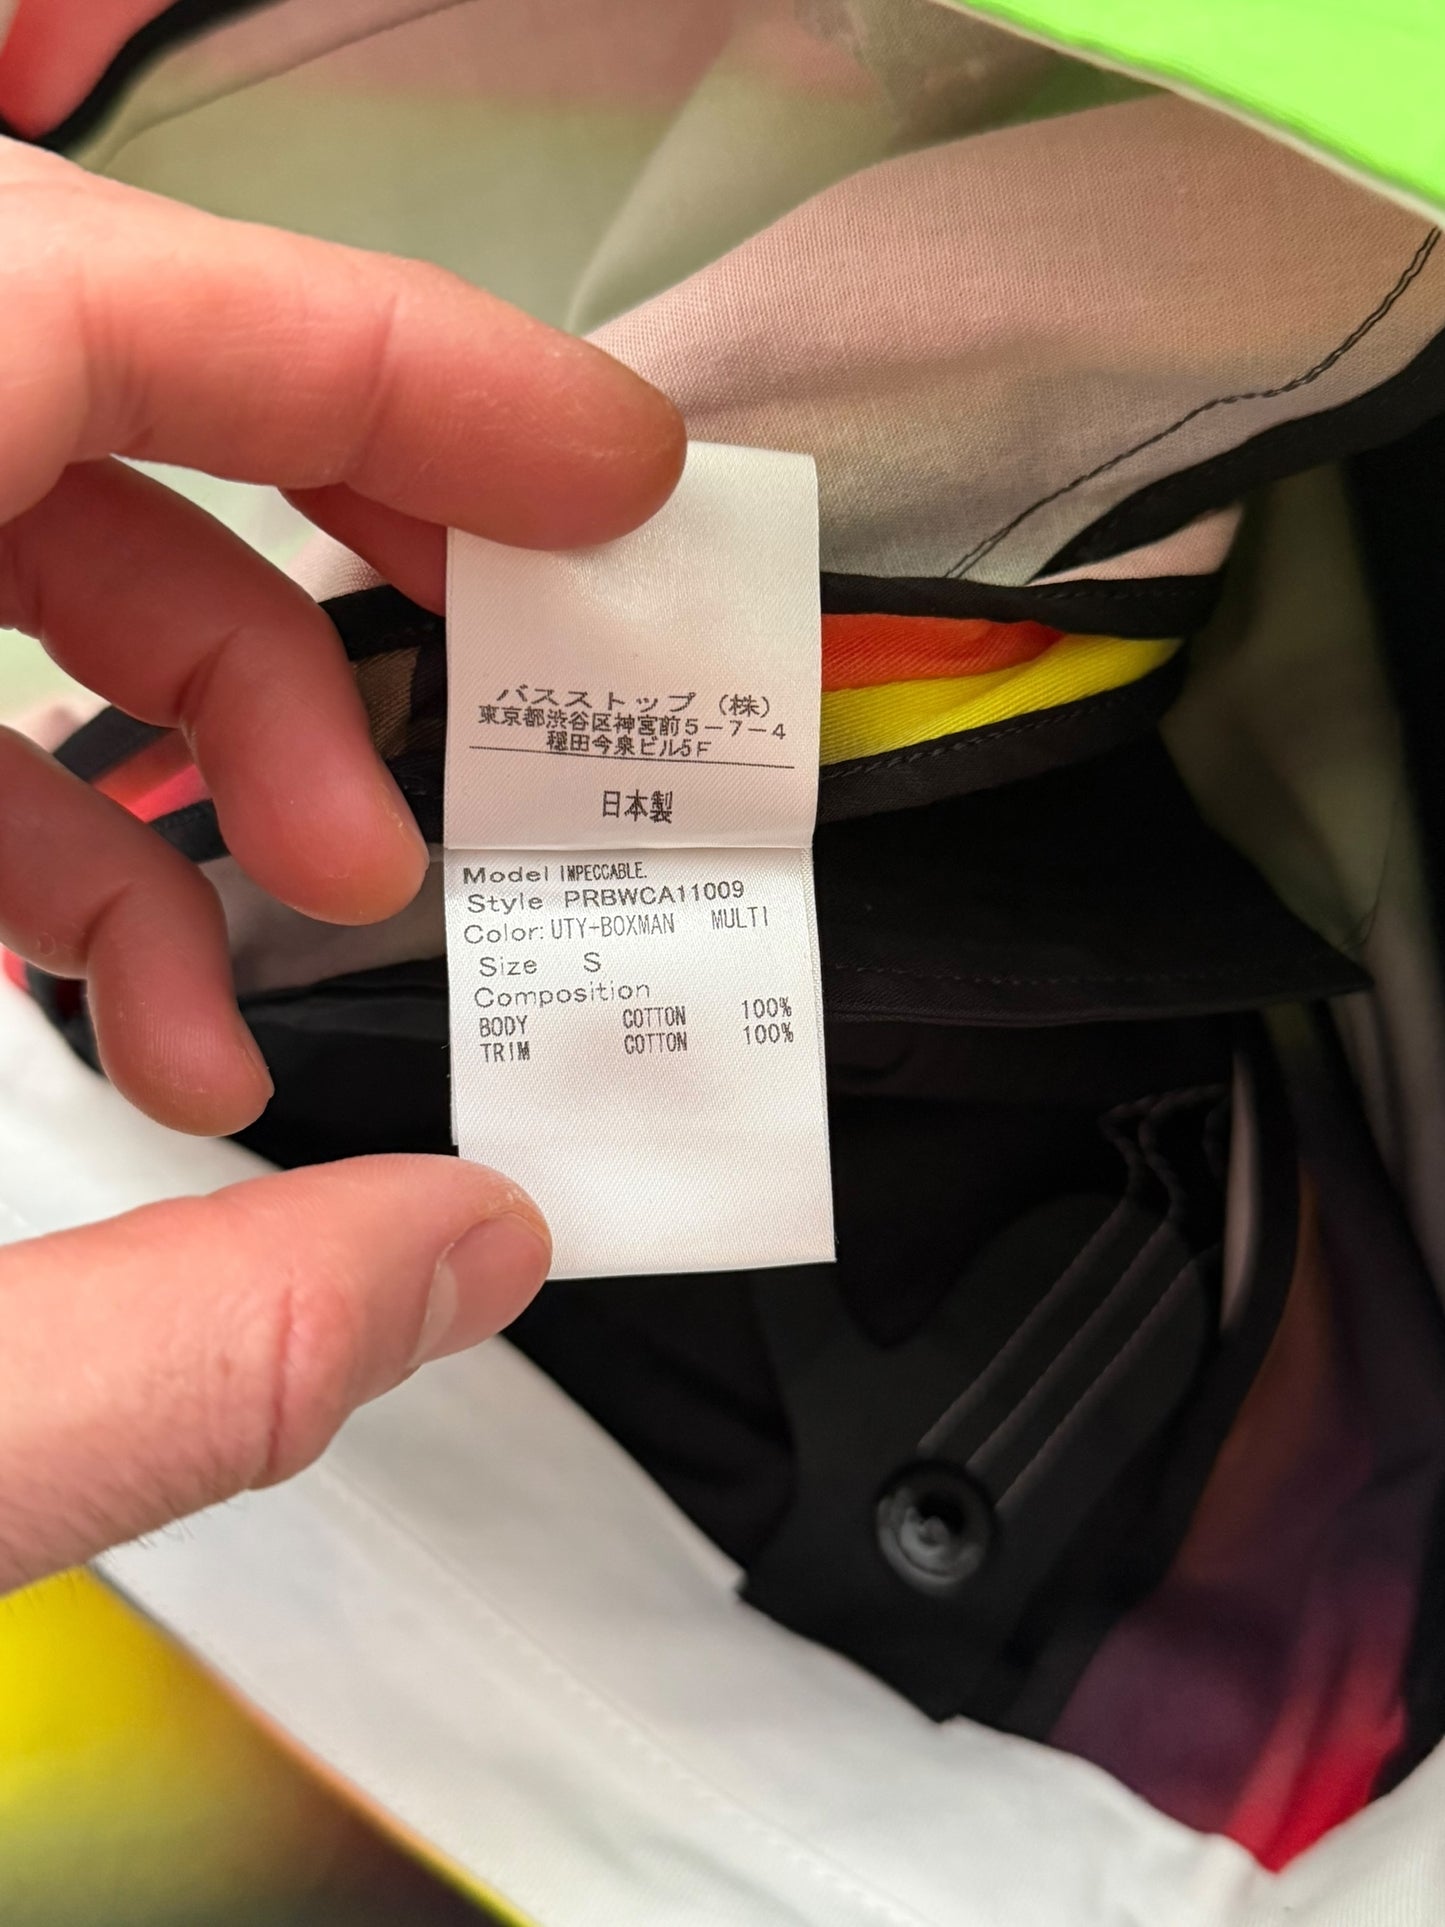 バスストップ (株)
東京都渋谷区神宮前5-7-4
穏田今泉ビル5F
日本製
Model IMPECCABLE.
Style PRBWCA11009
Color: UTY-BOXMAN MULTI
Size S
Composition
BODY COTTON 100%
TRIM COTTON 100%